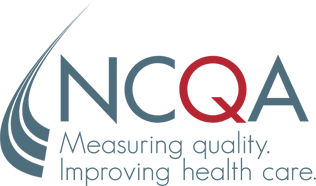 NCQA
Measuring quality.
Improving health care.